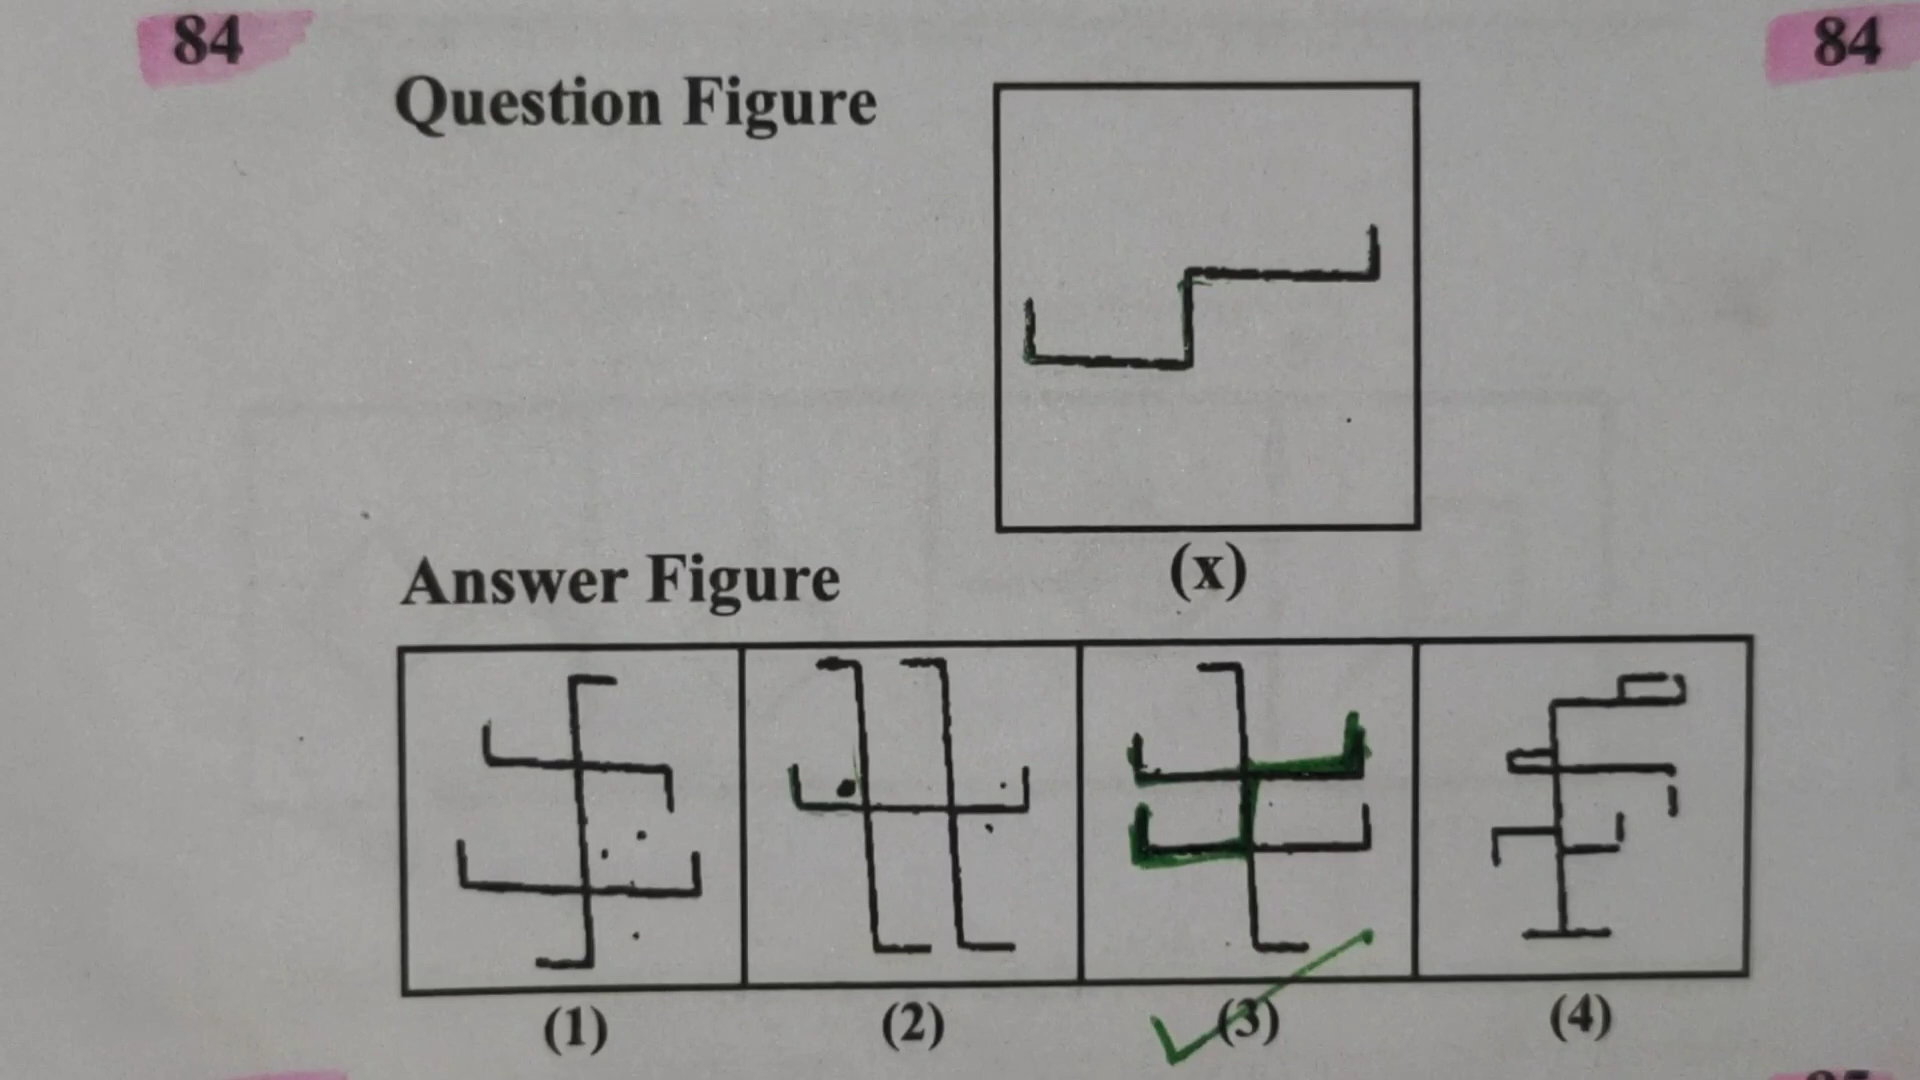 84 84
Question Figure
(x)
Answer Figure
(1) (2) (3) (4)